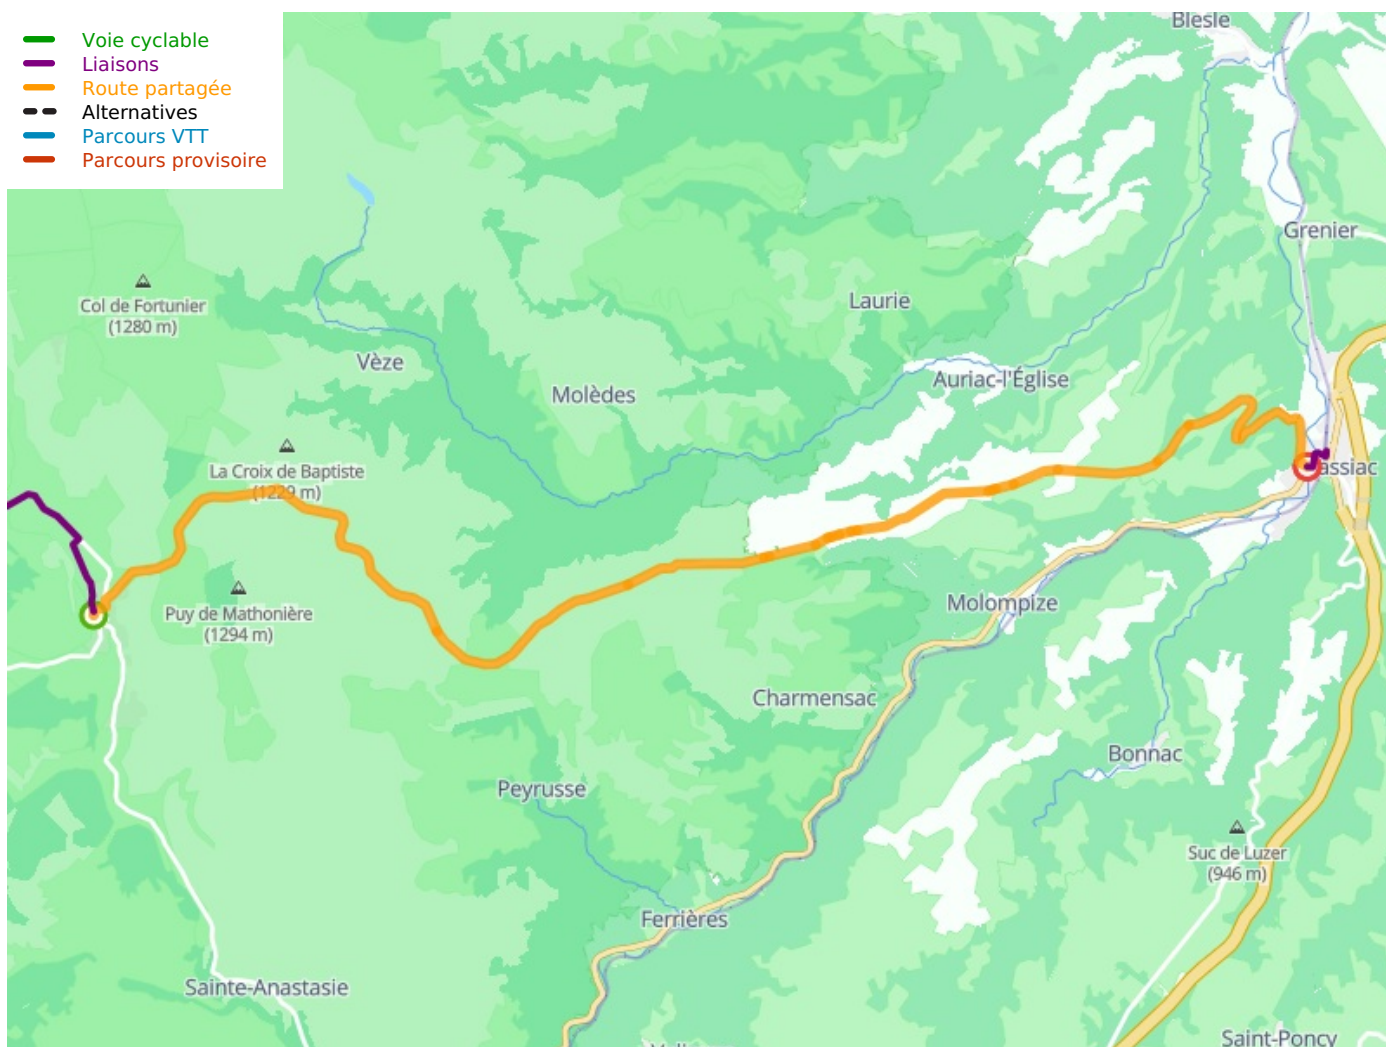 Voie cyclable
Liaisons
Route partagée
Alternatives
Parcours VTT
Parcours provisoire
Blesle
Grenier
Col de Fortunier
(1280 m)
Laurie
Vèze
Auriac-l'Église
Molèdes
La Croix de Baptiste
(1229 m)
assiac
Molompize
Puy de Mathonière
(1294 m)
Charmensac
Bonnac
Peyrusse
Suc de Luzer
(946 m)
Ferrières
Sainte-Anastasie
Saint-Poncy